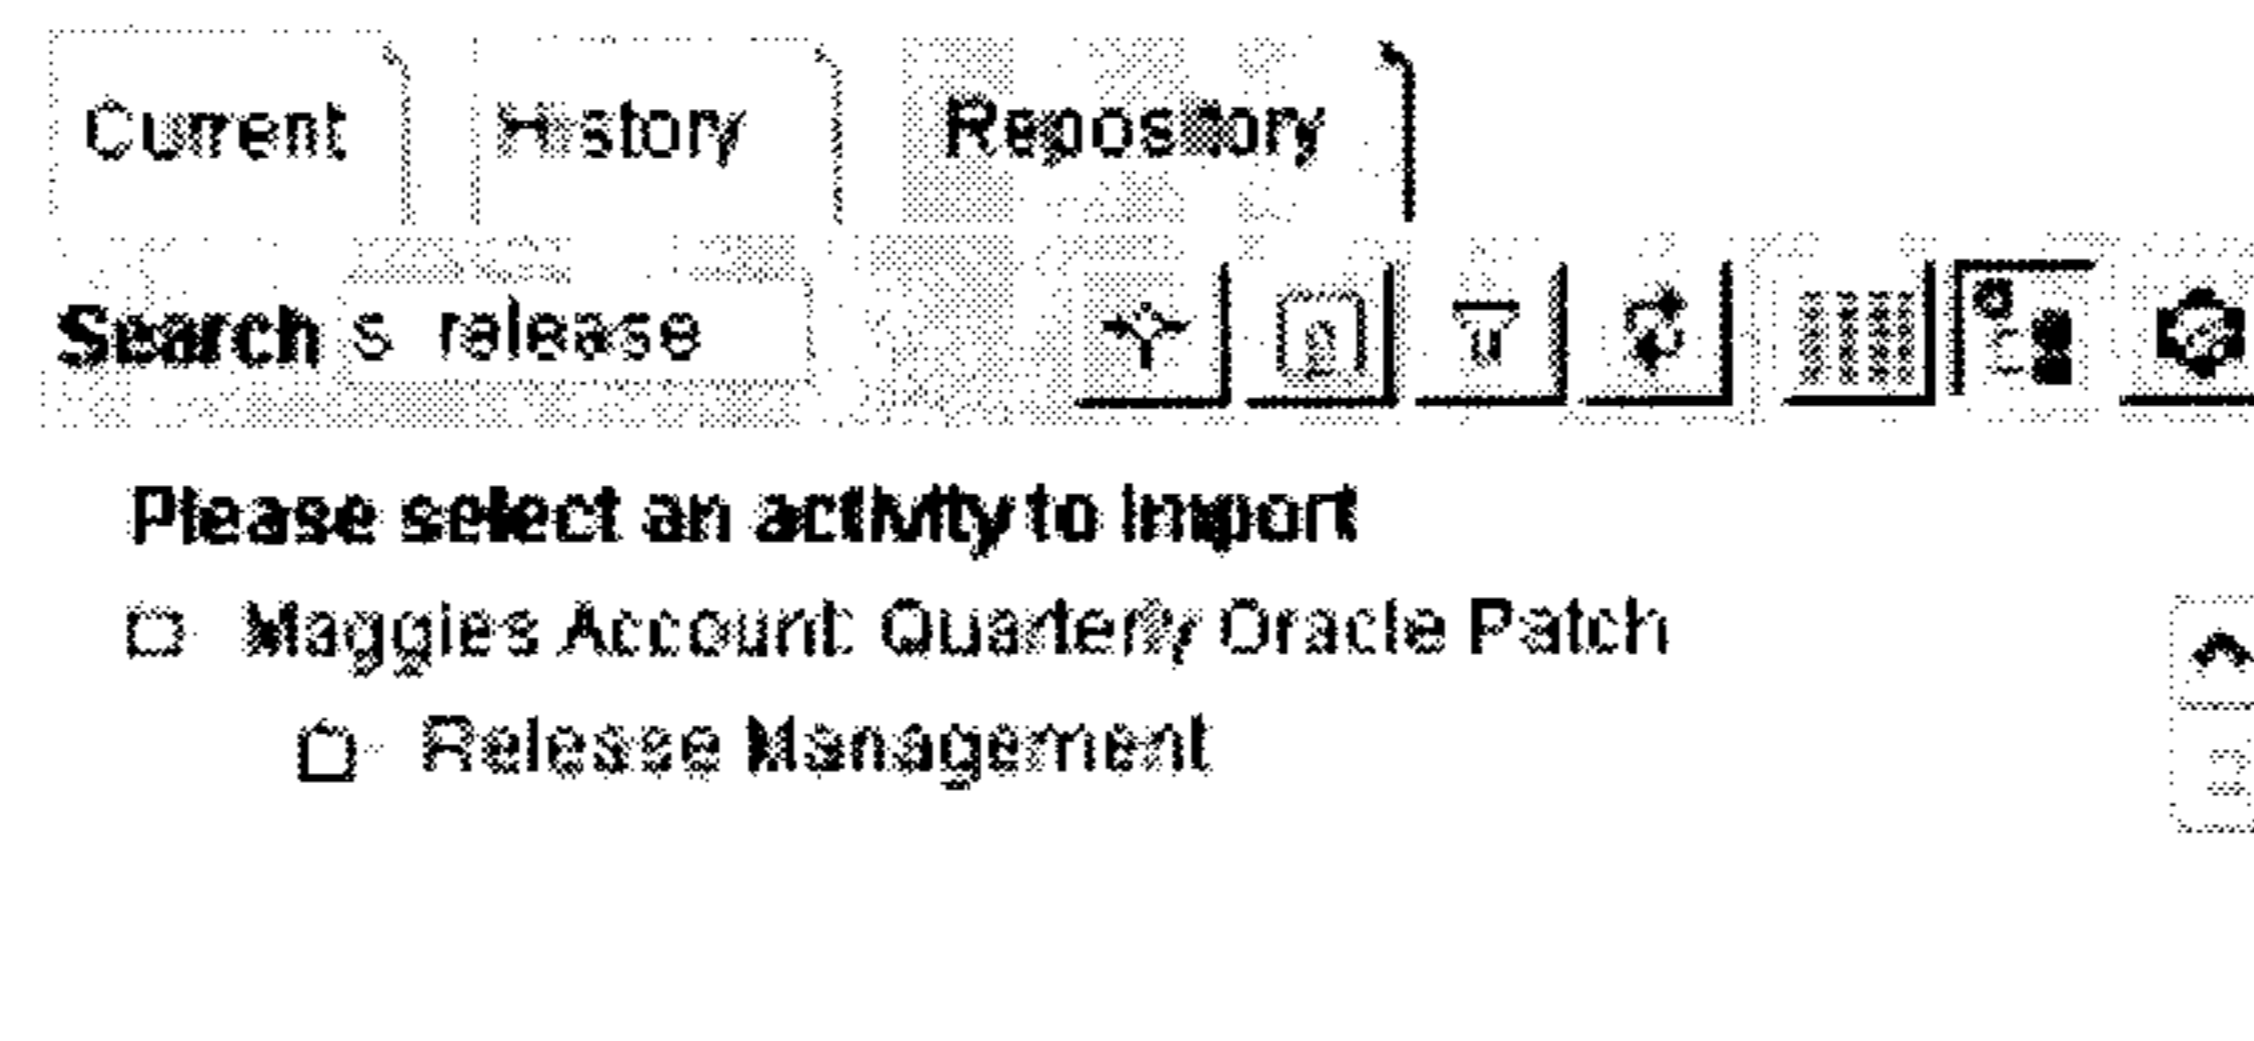 Current History Repository
Search s release
Please select an activity to import
Maggies Account Quarterly Oracle Patch
Release Management